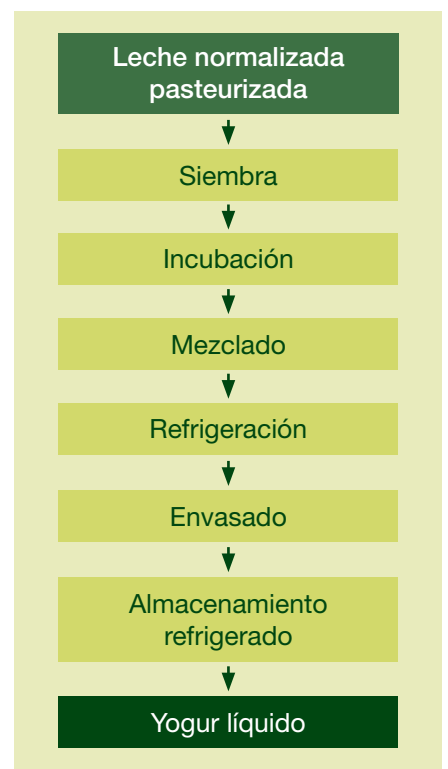 Leche normalizada
pasteurizada
Siembra
Incubación
Mezclado
Refrigeración
Envasado
Almacenamiento
refrigerado
Yogur líquido